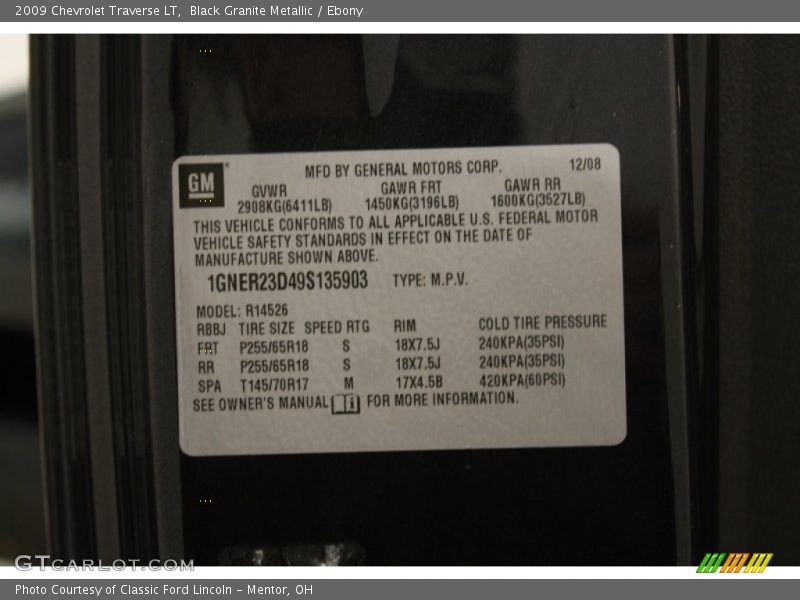 2009 Chevrolet Traverse LT, Black Granite Metallic / Ebony
GM
MFD BY GENERAL MOTORS CORP. 12/08
GVWR GAWR FRT GAWR RR
2908KG(6411LB) 1450KG(3196LB) 1600KG(3527LB)
THIS VEHICLE CONFORMS TO ALL APPLICABLE U.S. FEDERAL MOTOR
VEHICLE SAFETY STANDARDS IN EFFECT ON THE DATE OF
MANUFACTURE SHOWN ABOVE.
1GNER23D49S135903 TYPE: M.P.V.
MODEL: R14526
RBBJ TIRE SIZE SPEED RTG RIM COLD TIRE PRESSURE
FRT P255/65R18 S 18X7.5J 240KPA(35PSI)
RR P255/65R18 S 18X7.5J 240KPA(35PSI)
SPA T145/70R17 M 17X4.5B 420KPA(60PSI)
SEE OWNER'S MANUAL i FOR MORE INFORMATION.
GTCARLOT.COM
Photo Courtesy of Classic Ford Lincoln - Mentor, OH